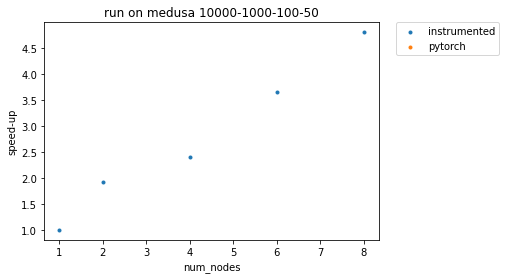 run on medusa 10000-1000-100-50
instrumented
pytorch
speed-up
4.5
4.0
3.5
3.0
2.5
2.0
1.5
1.0
1 2 3 4 5 6 7 8
num_nodes